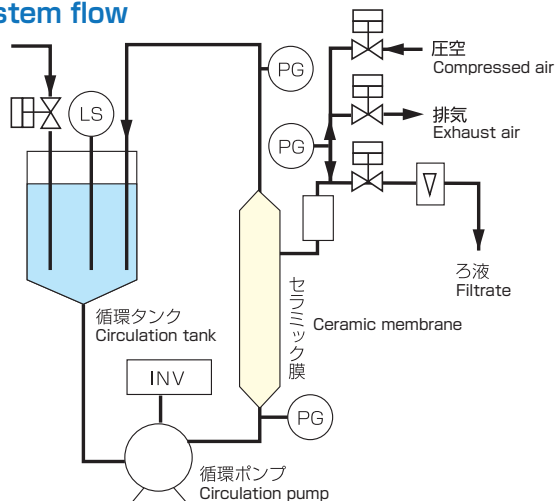 stem flow
PG
圧空
Compressed air
LS
排気
Exhaust air
PG
ろ液
Filtrate
セラミック膜
Ceramic membrane
循環タンク
Circulation tank
INV
PG
循環ポンプ
Circulation pump